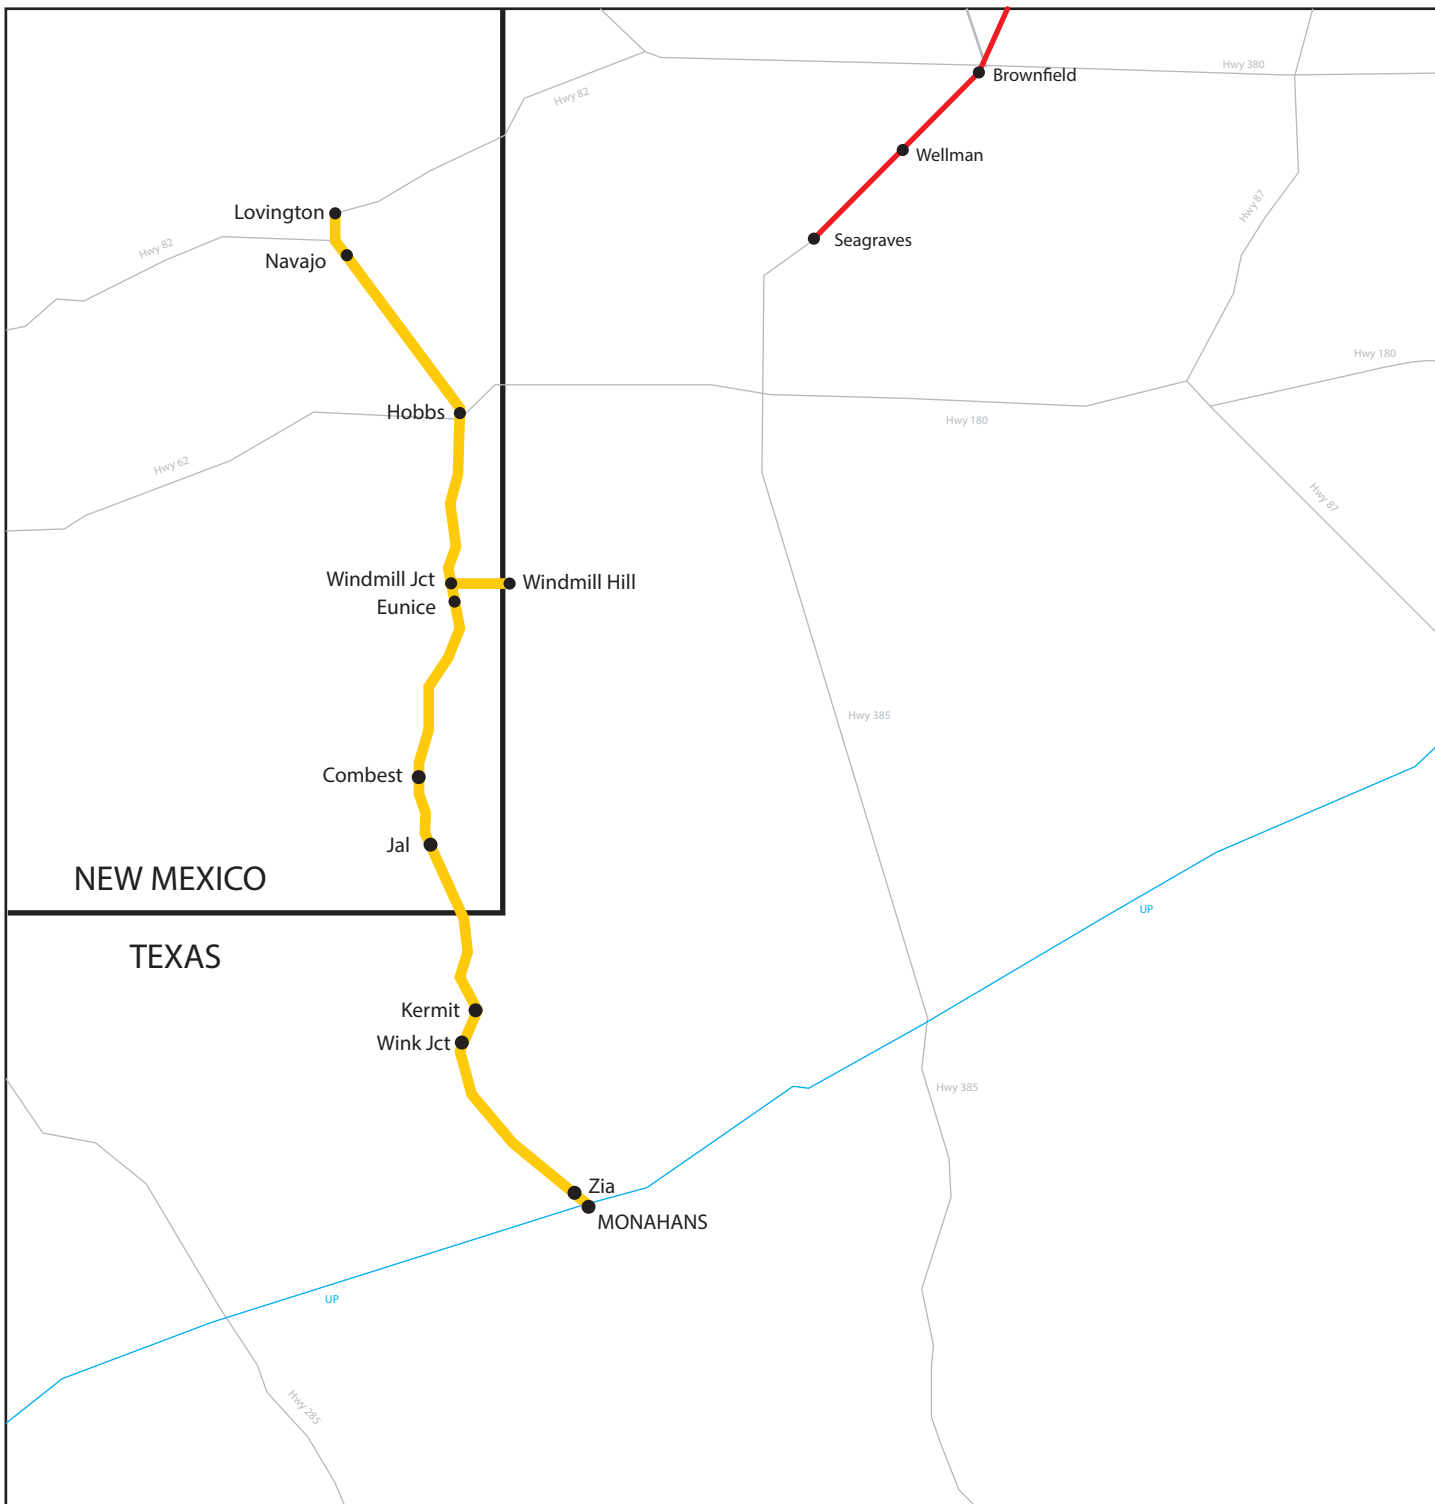 Hwy 380
Brownfield
Hwy 82
Wellman
Hwy 87
Lovington
Seagraves
Hwy 82
Navajo
Hwy 180
Hobbs
Hwy 180
Hwy 62
Hwy 87
Windmill Jct
Windmill Hill
Eunice
Hwy 385
Combest
Jal
NEW MEXICO
UP
TEXAS
Kermit
Wink Jct
Hwy 385
Zia
MONAHANS
UP
Hwy 285